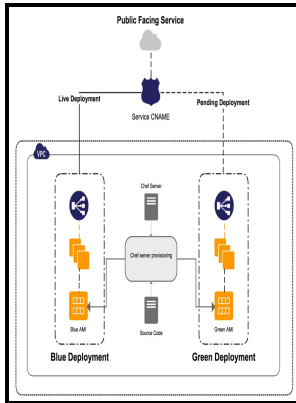 Public Facing Service
Live Deployment
Pending Deployment
Service CNAME
VPC
Chef Server
Chef server provisioning
Blue AMI
Source Code
Green AMI
Blue Deployment
Green Deployment